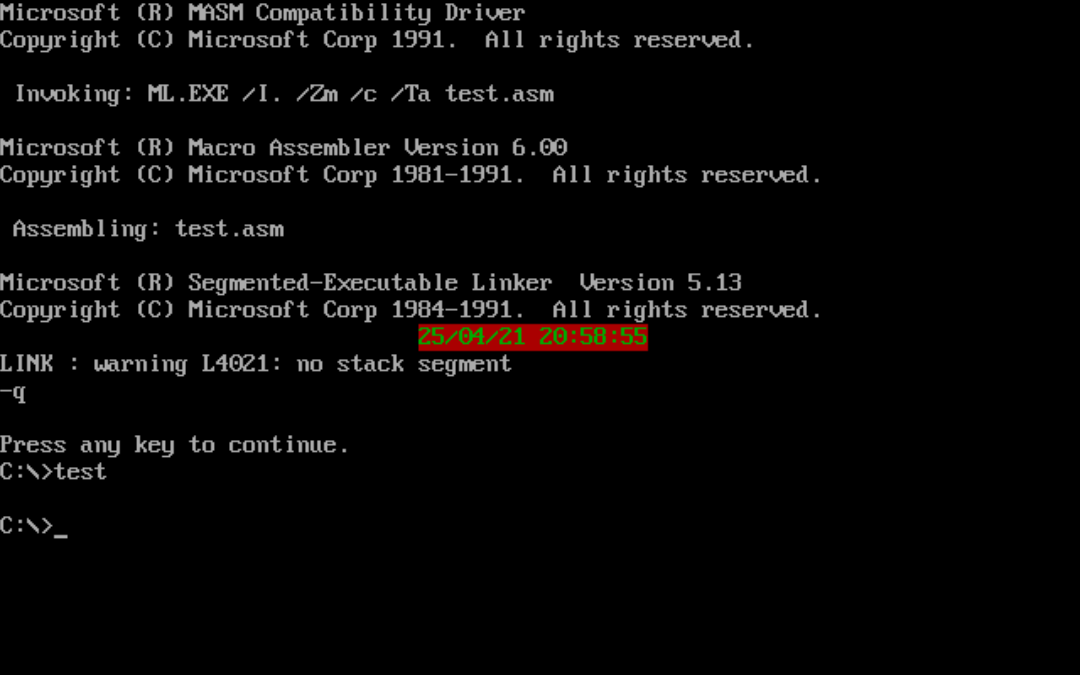 Microsoft (R) MASM Compatibility Driver
Copyright (C) Microsoft Corp 1991.  All rights reserved.
Invoking: ML.EXE /I. /Zm /c /Ta test.asm
Microsoft (R) Macro Assembler Version 6.00
Copyright (C) Microsoft Corp 1981-1991.  All rights reserved.
Assembling: test.asm
Microsoft (R) Segmented-Executable Linker  Version 5.13
Copyright (C) Microsoft Corp 1984-1991.  All rights reserved.
25/04/21 20:58:55
LINK : warning L4021: no stack segment
-q
Press any key to continue.
C:\>test
C:\>_